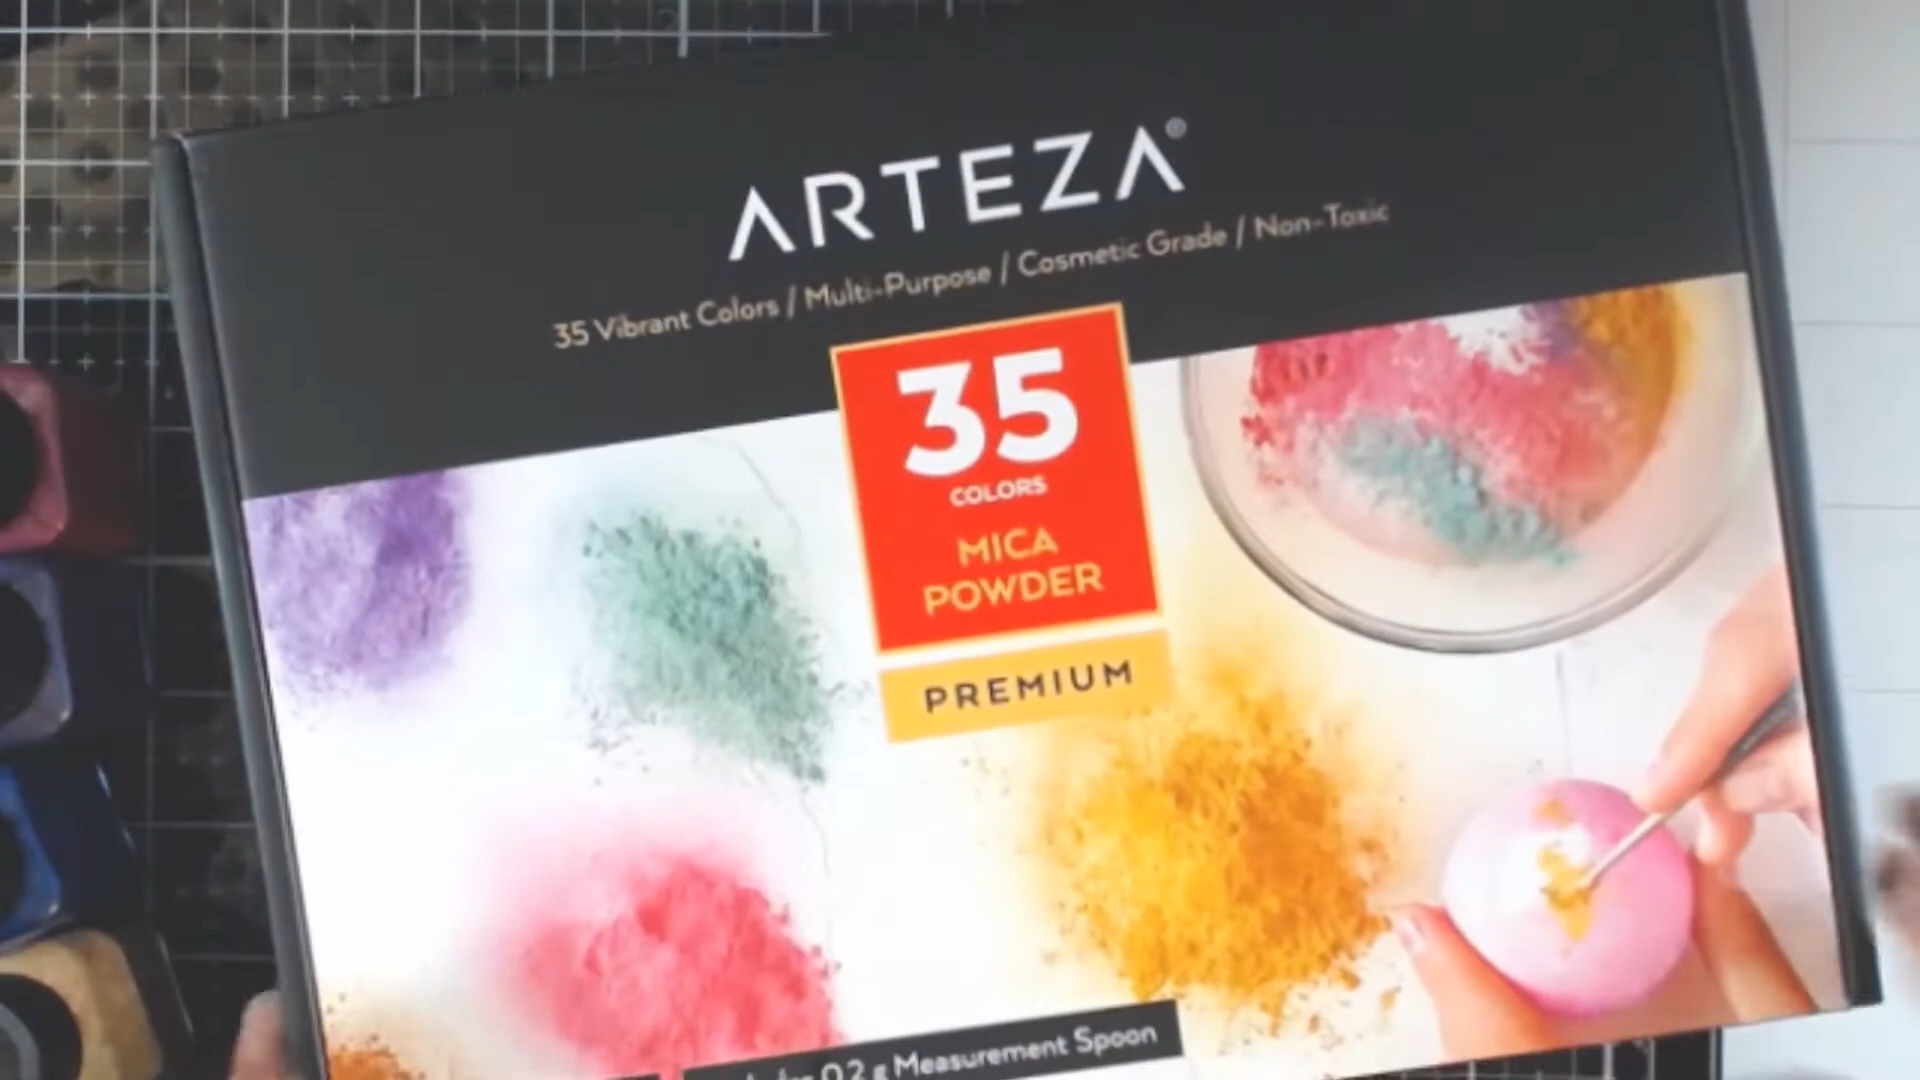 ARTEZA®
35 Vibrant Colors / Multi-Purpose / Cosmetic Grade / Non-Toxic
35
COLORS
MICA
POWDER
PREMIUM
0.2 g Measurement Spoon